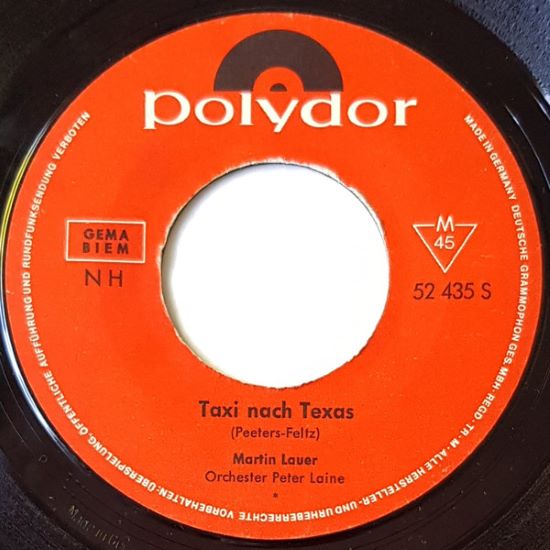 polydor
GEMA
BIEM
NH
M
45
52 435 S
Taxi nach Texas
(Peeters-Feltz)
Martin Lauer
Orchester Peter Laine
*
MADE IN GERMANY · DEUTSCHE GRAMMOPHON GES. MBH · REGD · TR · M · ALLE HERSTELLER- UND URHEBERRECHTE VORBEHALTEN · ÜBERSPIELUNG, ÖFFENTLICHE AUFFÜHRUNG UND RUNDFUNKSENDUNG VERBOTEN